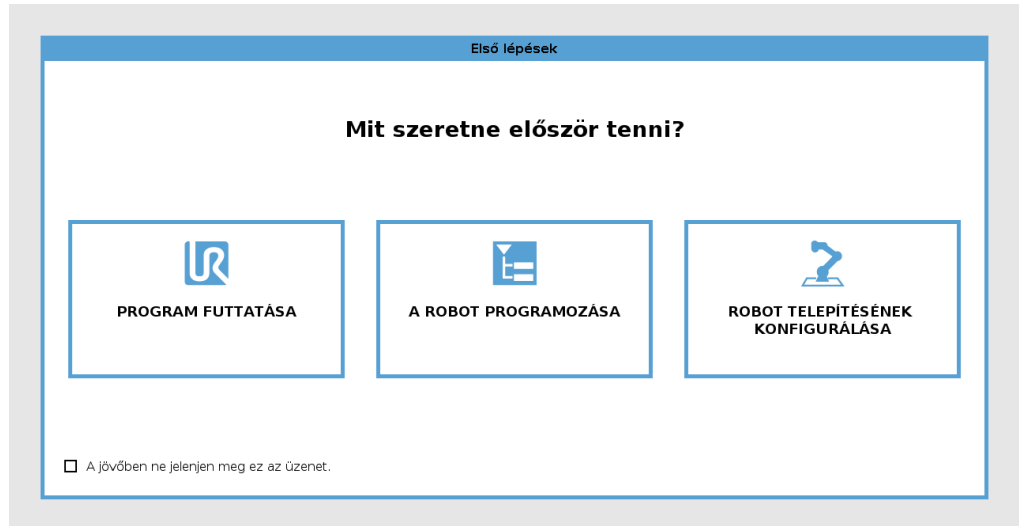 Első lépések
Mit szeretne először tenni?
PROGRAM FUTTATÁSA
A ROBOT PROGRAMOZÁSA
ROBOT TELEPÍTÉSÉNEK
KONFIGURÁLÁSA
A jövőben ne jelenjen meg ez az üzenet.